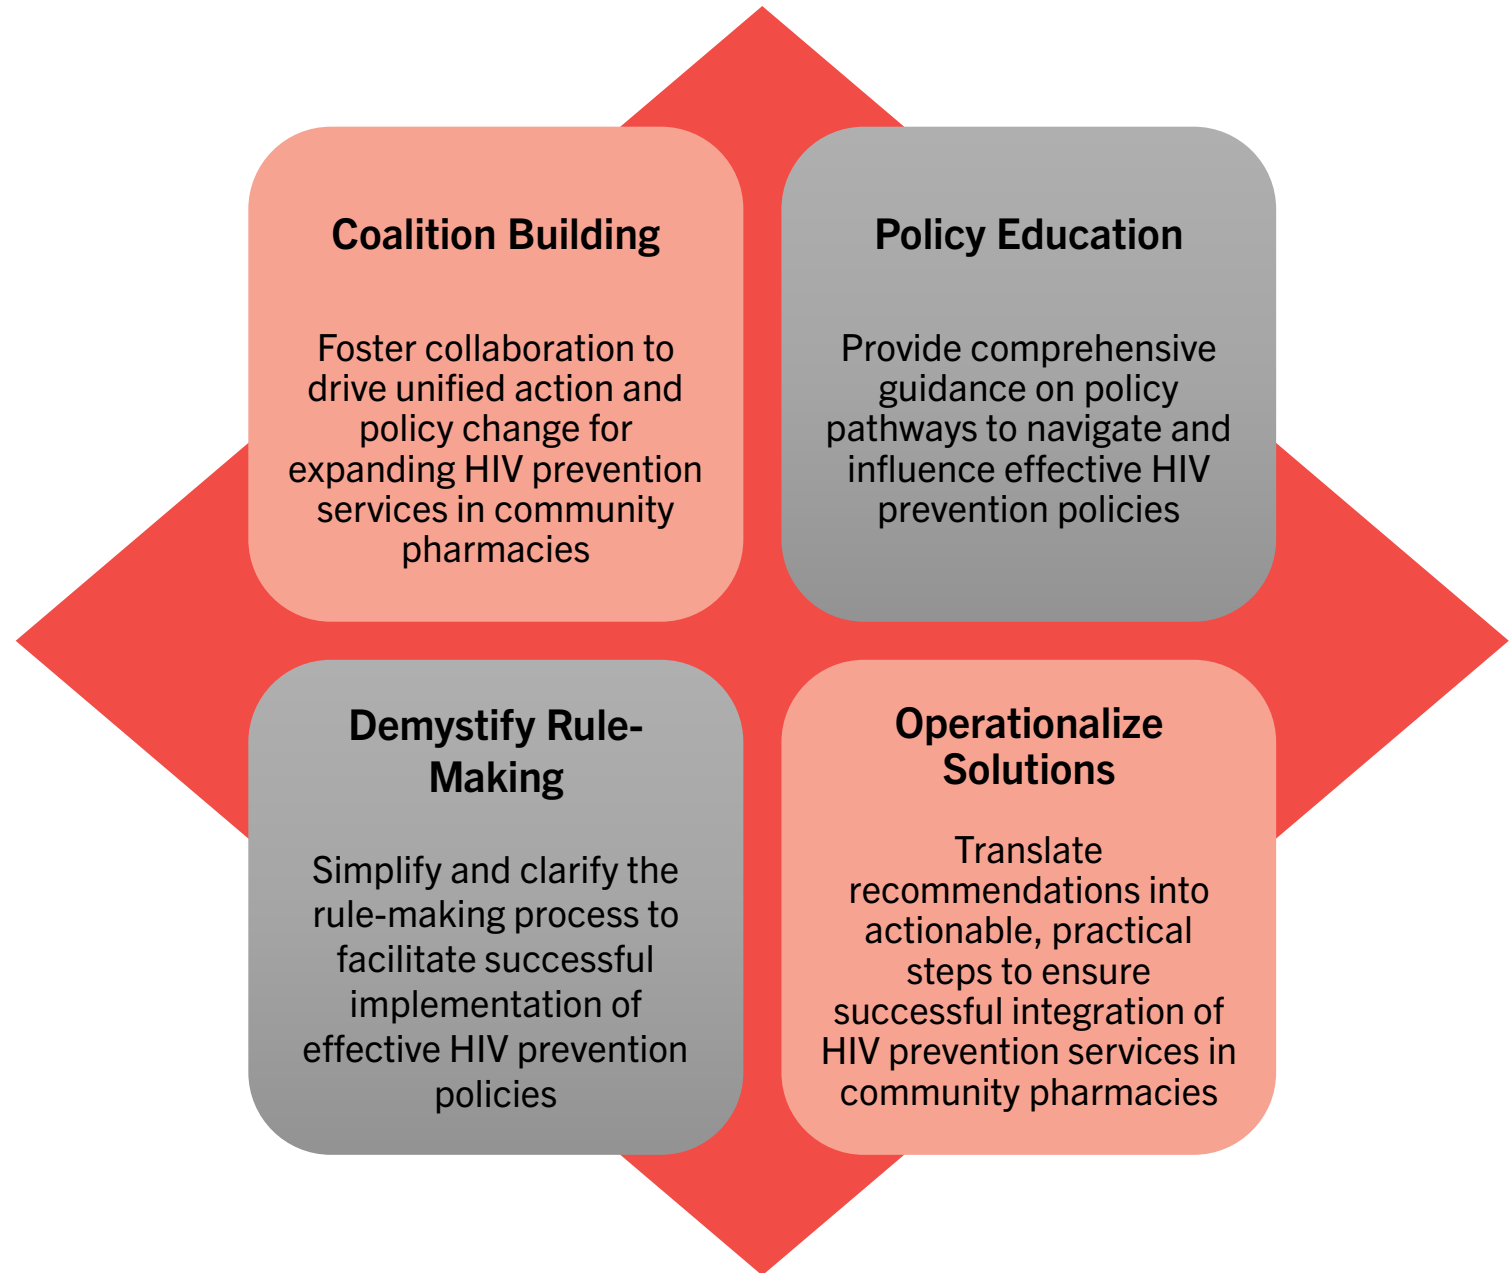 Coalition Building
Foster collaboration to
drive unified action and
policy change for
expanding HIV prevention
services in community
pharmacies
Policy Education
Provide comprehensive
guidance on policy
pathways to navigate and
influence effective HIV
prevention policies
Demystify Rule-
Making
Simplify and clarify the
rule-making process to
facilitate successful
implementation of
effective HIV prevention
policies
Operationalize
Solutions
Translate
recommendations into
actionable, practical
steps to ensure
successful integration of
HIV prevention services in
community pharmacies